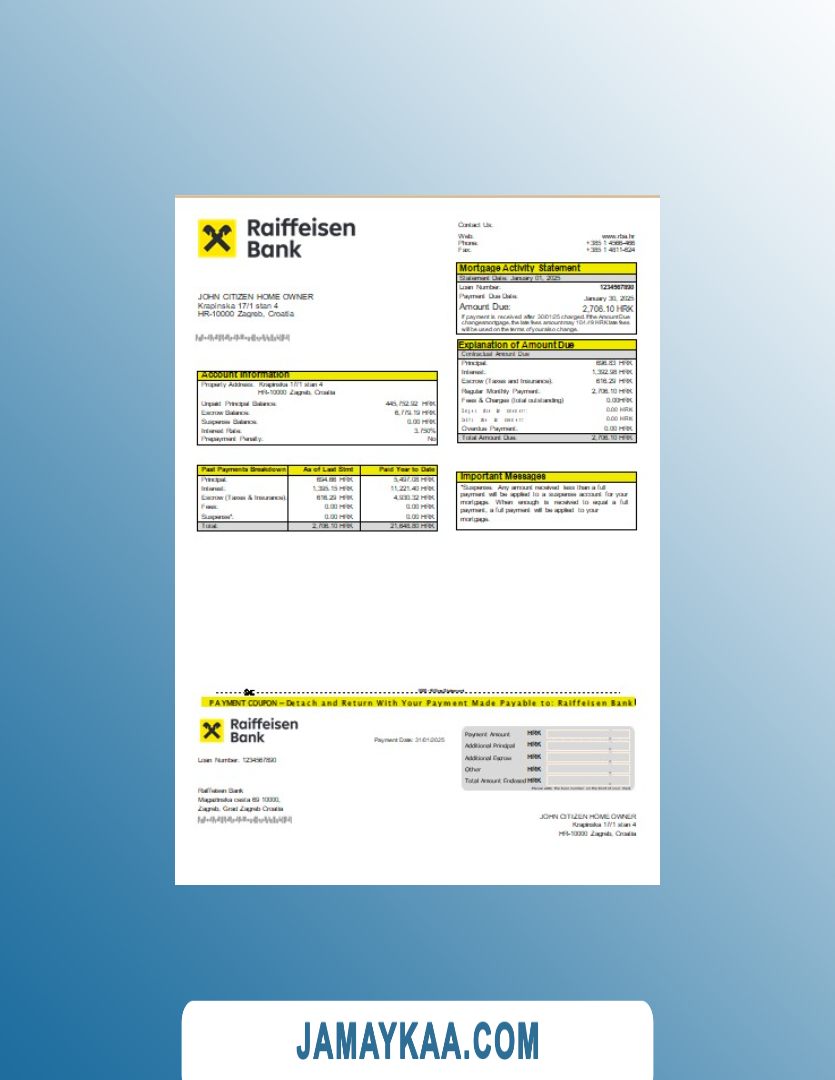 Raiffeisen
Bank
Contact Us:
Web: www.rba.hr
Phone: +385 1 4566-466
Fax: +385 1 4811-624
Mortgage Activity Statement
Statement Date: January 01, 2025
Loan Number: 1234567890
Payment Due Date: January 30, 2025
Amount Due: 2,706.10 HRK
If payment is received after 30/01/25 charged. If the Amount Due
change mortgage, the late fees amount may HRK late fees
will be used on the terms of your also change.
JOHN CITIZEN HOME OWNER
Krapinska 17/1 stan 4
HR-10000 Zagreb, Croatia
Explanation of Amount Due
Contractual Amount Due
Principal: 696.83 HRK
Interest: 1,392.98 HRK
Escrow (Taxes and Insurance): 616.29 HRK
Regular Monthly Payment: 2,706.10 HRK
Fees & Charges (total outstanding) 0.00HRK
0.00 HRK
0.00 HRK
Overdue Payment: 0.00 HRK
Total Amount Due: 2,706.10 HRK
Account Information
Property Address: Krapinska 17/1 stan 4
HR-10000 Zagreb, Croatia
Unpaid Principal Balance: 445,752.92 HRK
Escrow Balance: 6,779.19 HRK
Suspense Balance: 0.00 HRK
Interest Rate: 3.750%
Prepayment Penalty: No
Past Payments Breakdown As of Last Stmt Paid Year to Date
Principal: 694.66 HRK 5,497.08 HRK
Interest: 1,395.15 HRK 11,221.40 HRK
Escrow (Taxes & Insurance): 616.29 HRK 4,930.32 HRK
Fees: 0.00 HRK 0.00 HRK
Suspense*: 0.00 HRK 0.00 HRK
Total: 2,706.10 HRK 21,648.80 HRK
Important Messages
*Suspense: Any amount received less than a full
payment will be applied to a suspense account for your
mortgage. When enough is received to equal a full
payment, a full payment will be applied to your
mortgage.
PAYMENT COUPON – Detach and Return With Your Payment Made Payable to: Raiffeisen Bank
Raiffeisen
Bank
Payment Date: 31/01/2025
Loan Number: 1234567890
Payment Amount HRK
Additional Principal HRK
Additional Escrow HRK
Other HRK
Total Amount Enclosed HRK
Raiffeisen Bank
Magazinska cesta 69 10000,
Zagreb, Grad Zagreb Croatia
JOHN CITIZEN HOME OWNER
Krapinska 17/1 stan 4
HR-10000 Zagreb, Croatia
JAMAYKAA.COM